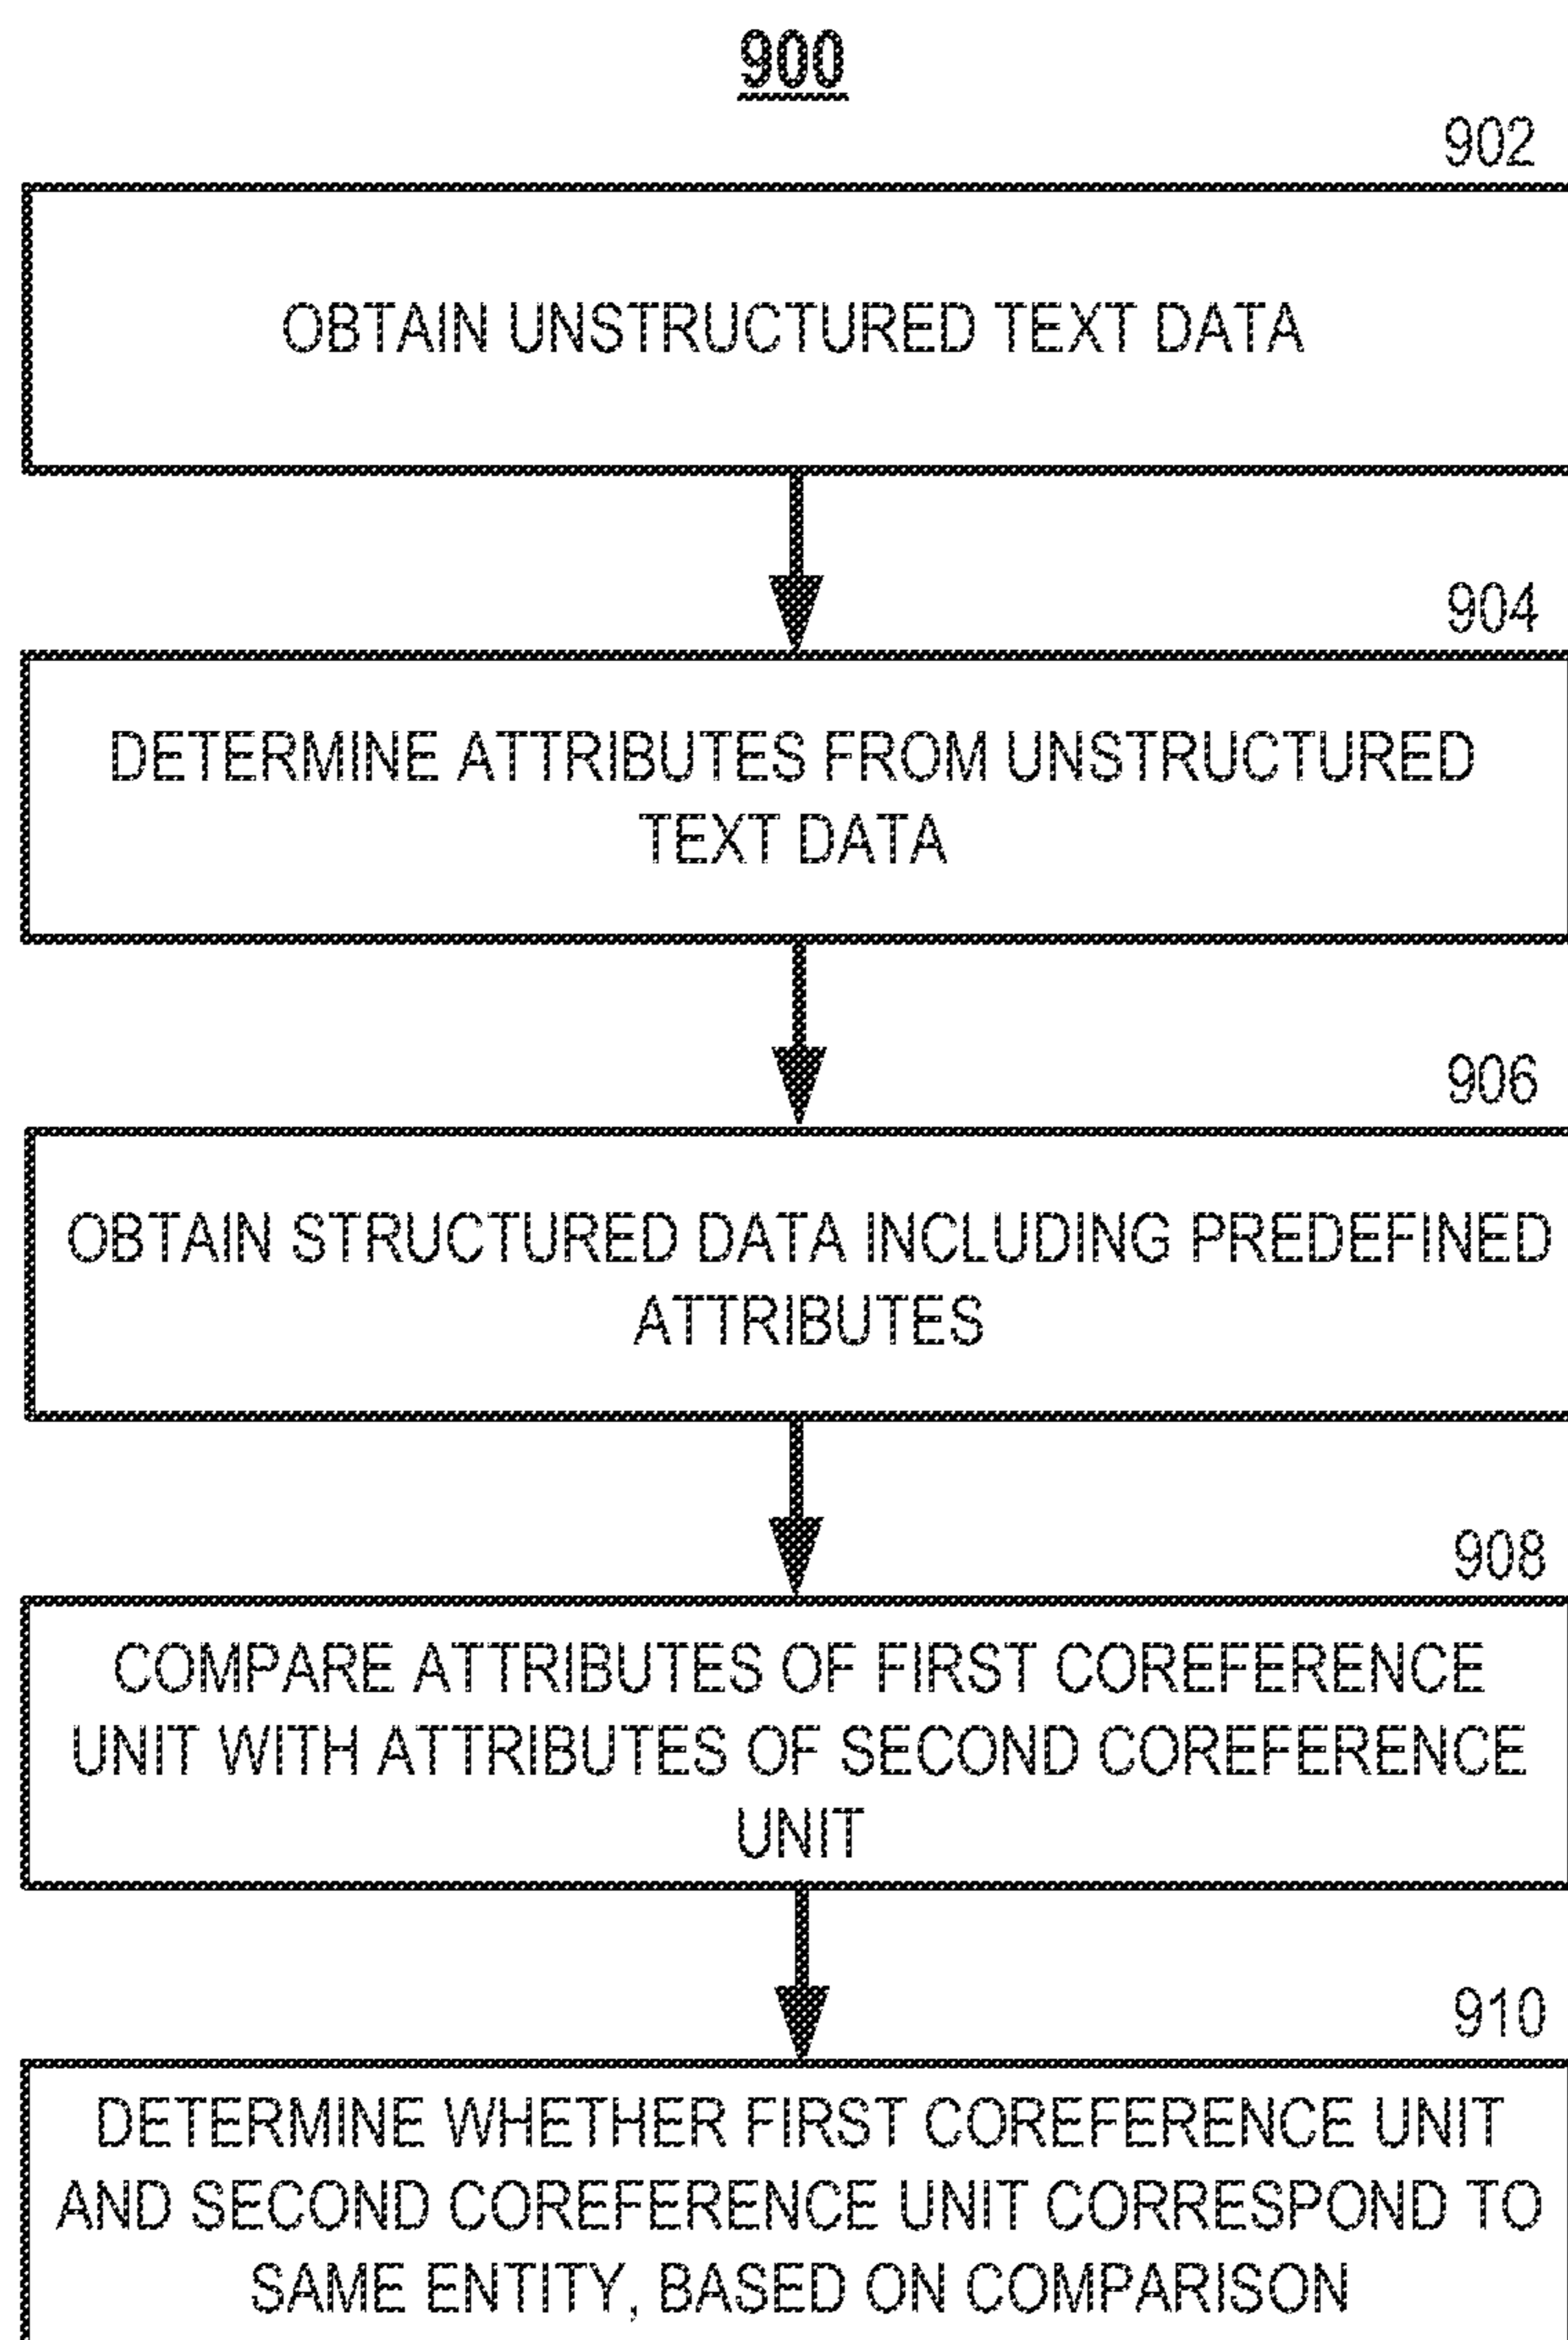 900
902
OBTAIN UNSTRUCTURED TEXT DATA
904
DETERMINE ATTRIBUTES FROM UNSTRUCTURED
TEXT DATA
906
OBTAIN STRUCTURED DATA INCLUDING PREDEFINED
ATTRIBUTES
908
COMPARE ATTRIBUTES OF FIRST COREFERENCE
UNIT WITH ATTRIBUTES OF SECOND COREFERENCE
UNIT
910
DETERMINE WHETHER FIRST COREFERENCE UNIT
AND SECOND COREFERENCE UNIT CORRESPOND TO
SAME ENTITY, BASED ON COMPARISON